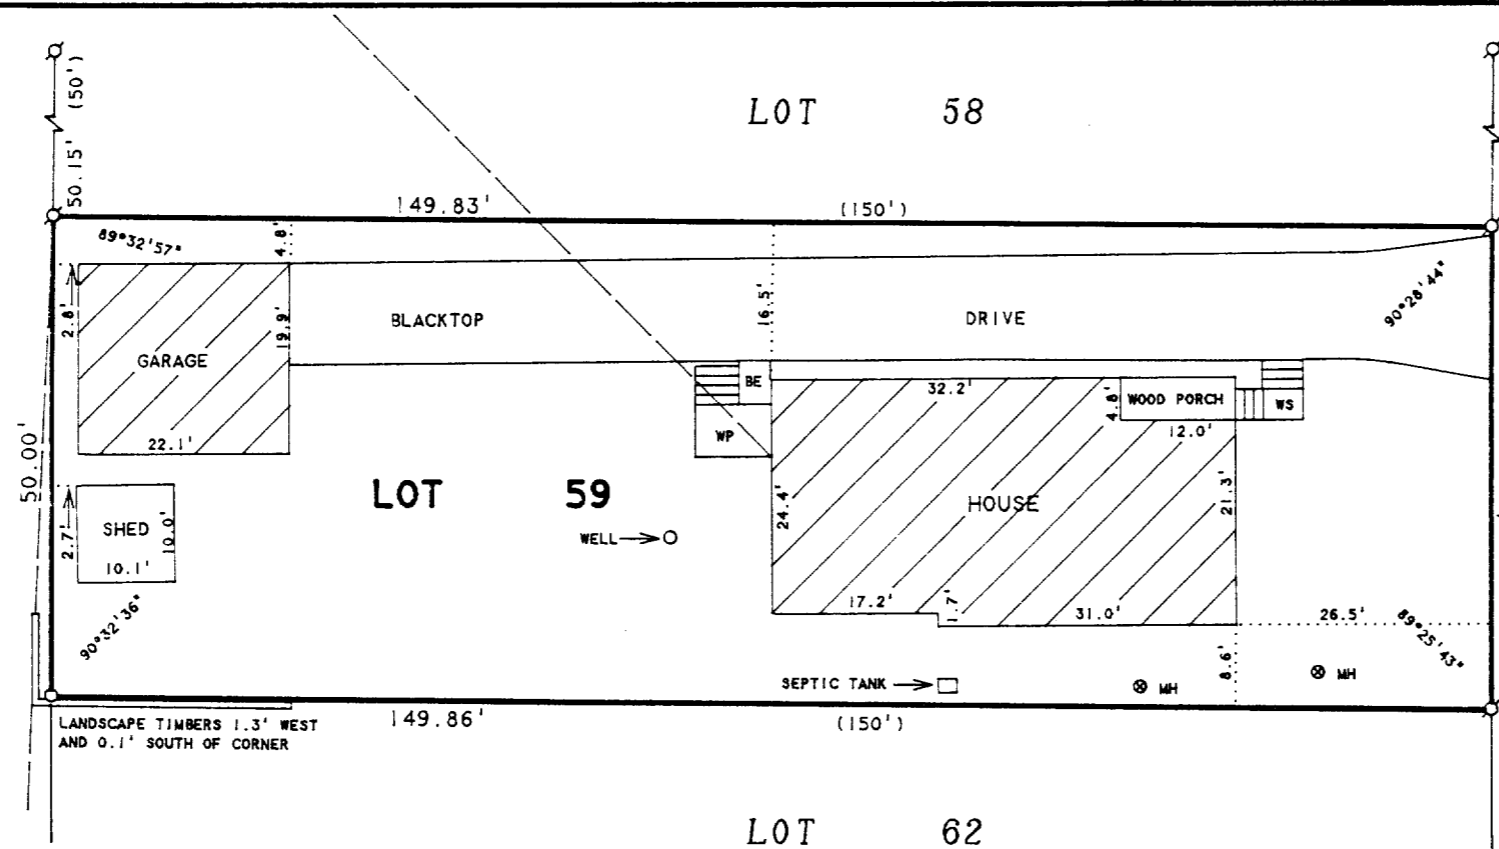 50.15' (50')
LOT 58
149.83'
(150')
89°32'57"
4.8'
90°28'44"
2.8'
19.9'
BLACKTOP
16.5'
DRIVE
GARAGE
BE
32.2'
4.8'
WOOD PORCH
WS
22.1'
WP
12.0'
50.00'
LOT 59
24.4'
HOUSE
21.3'
2.7'
SHED
10.0'
WELL
10.1'
17.2'
1.7'
31.0'
26.5'
89°25'43"
90°32'36"
8.6'
SEPTIC TANK
MH
MH
LANDSCAPE TIMBERS 1.3' WEST
AND 0.1' SOUTH OF CORNER
149.86'
(150')
LOT 62